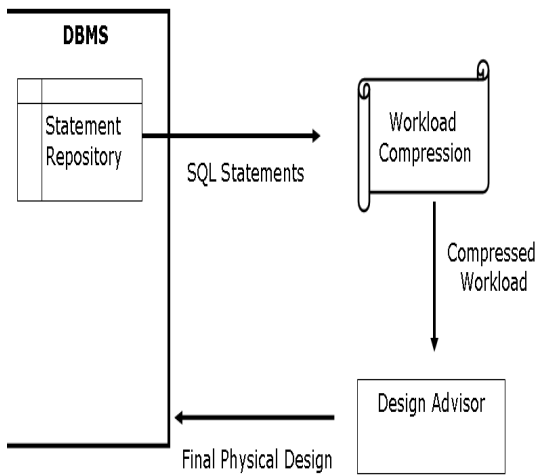 DBMS
Statement
Repository
SQL Statements
Workload
Compression
Compressed
Workload
Design Advisor
Final Physical Design